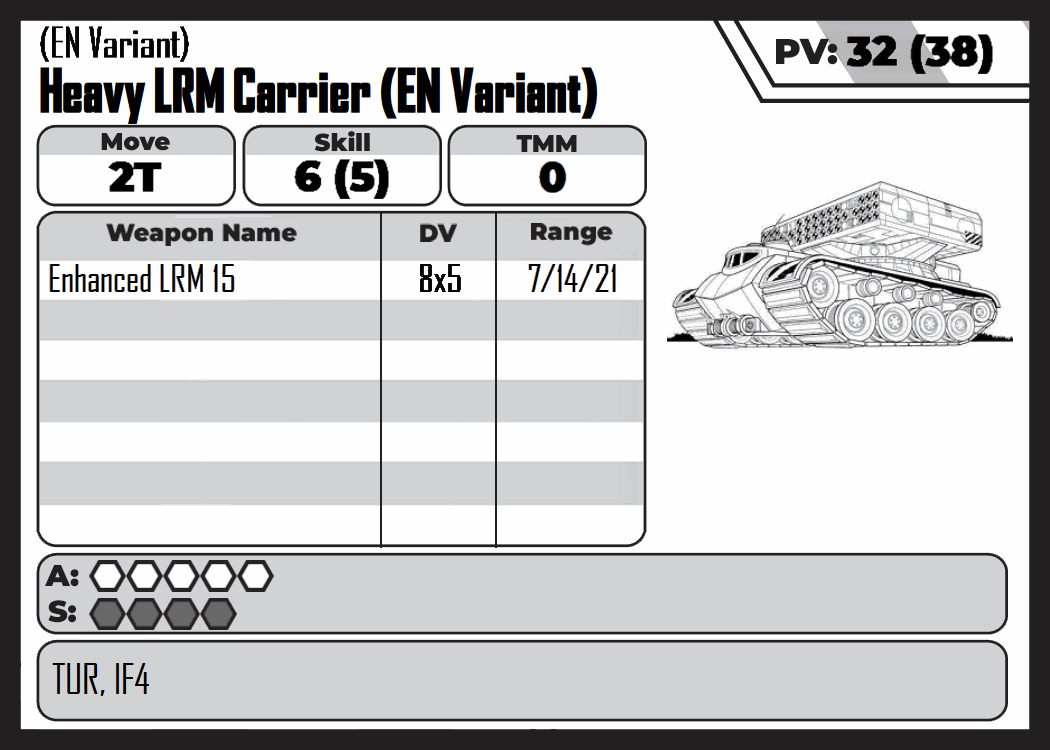 (EN Variant)
Heavy LRM Carrier (EN Variant)
PV: 32 (38)
Move Skill TMM
2T 6 (5) 0
Weapon Name DV Range
Enhanced LRM 15 8x5 7/14/21
A:
S:
TUR, IF4